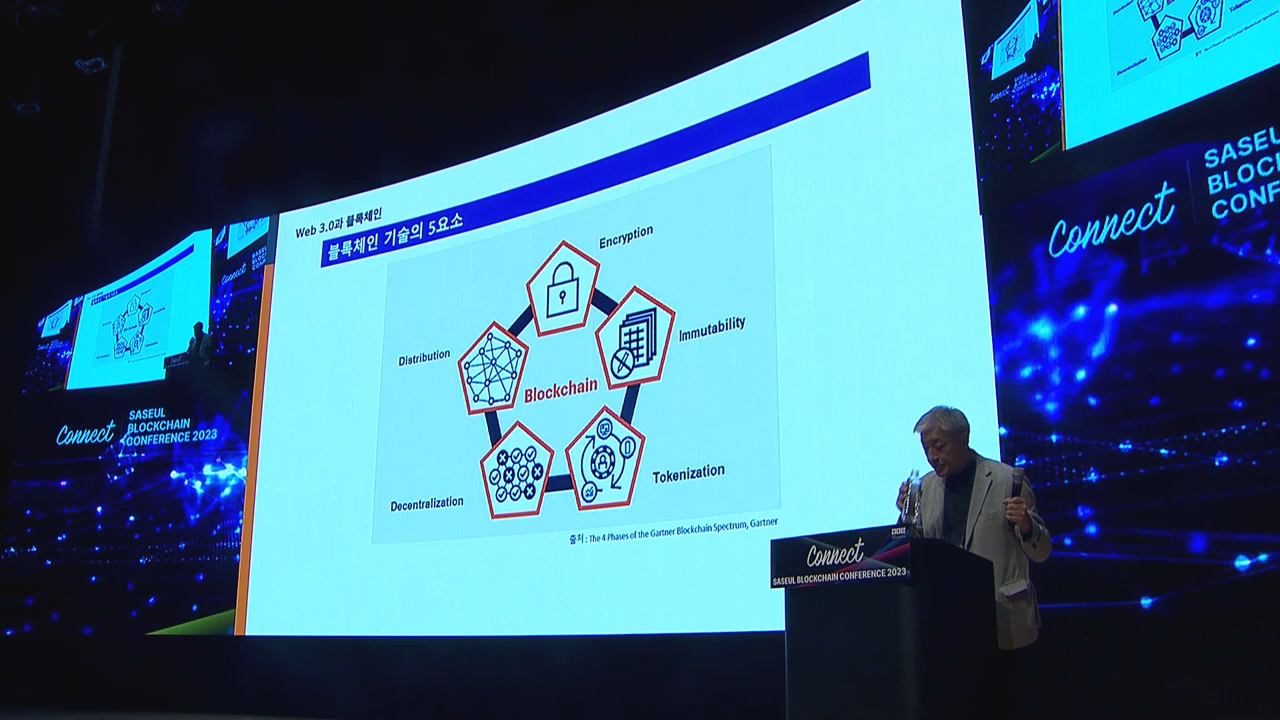 Web 3.0과 블록체인
블록체인 기술의 5요소
Encryption
Immutability
Distribution
Blockchain
Tokenization
Decentralization
출처 : The 4 Phases of the Gartner Blockchain Spectrum, Gartner
Connect
SASEUL
BLOCKCHAIN
CONFERENCE 2023
Connect
SASEUL BLOCKCHAIN CONFERENCE 2023
Connect
SASEU
BLOC
CONF